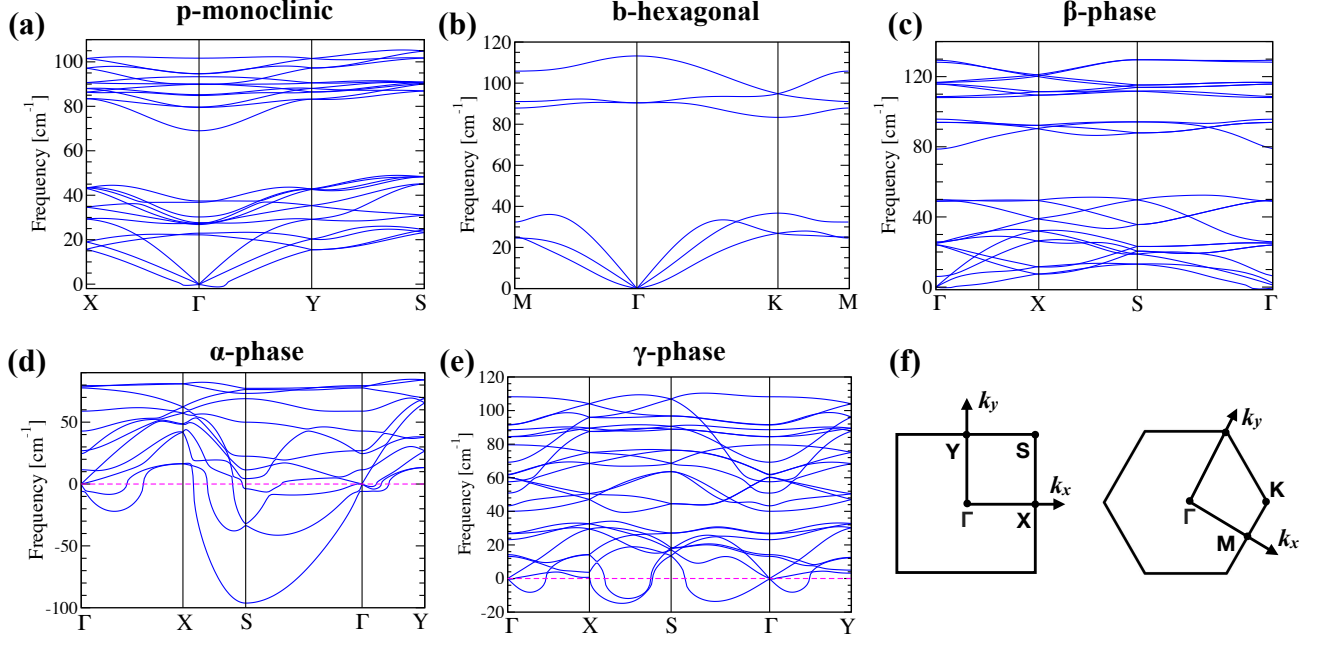 (a) p-monoclinic
Frequency [cm⁻¹]
100
80
60
40
20
0
X Γ Y S
(b) b-hexagonal
Frequency [cm⁻¹]
120
100
80
60
40
20
0
M Γ K M
(c) β-phase
Frequency [cm⁻¹]
120
80
40
0
Γ X S Γ
(d) α-phase
Frequency [cm⁻¹]
50
0
-50
-100
Γ X S Γ Y
(e) γ-phase
Frequency [cm⁻¹]
120
100
80
60
40
20
0
-20
Γ X S Γ Y
(f)
ky
Y S
kx
Γ X
ky
K
Γ
M
kx